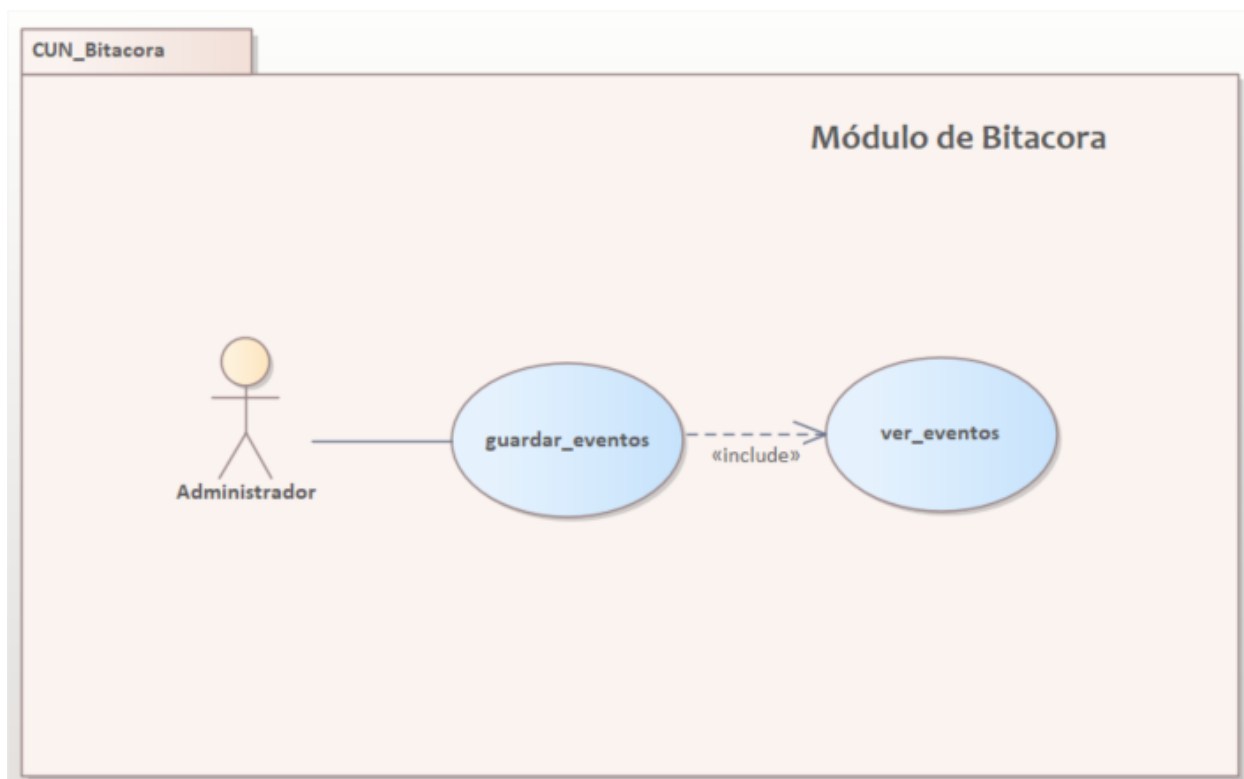 CUN_Bitacora
Módulo de Bitacora
guardar_eventos
ver_eventos
«include»
Administrador